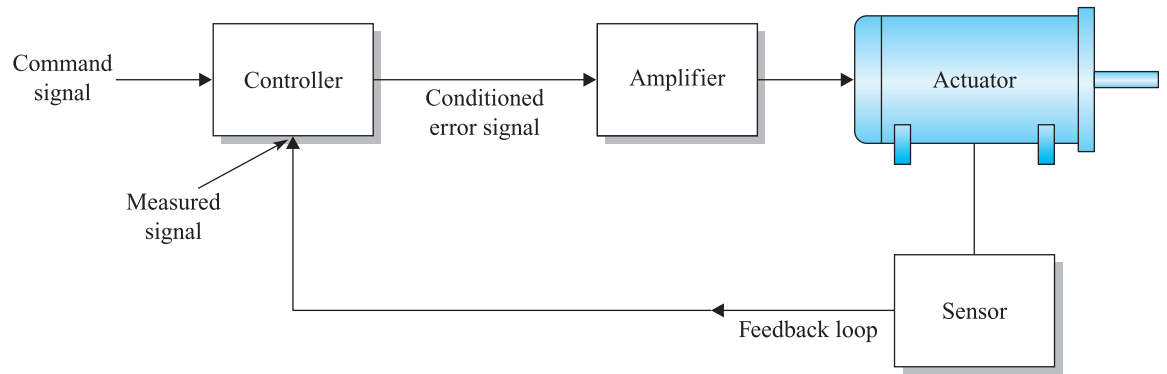 Command
signal
Controller
Conditioned
error signal
Amplifier
Actuator
Measured
signal
Feedback loop
Sensor